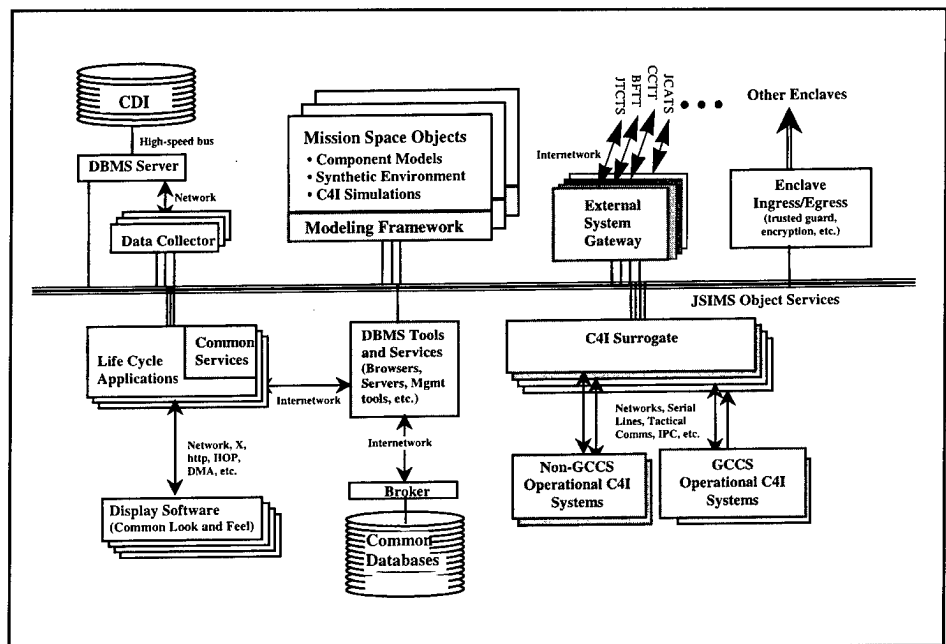 CDI
High-speed bus
DBMS Server
Network
Data Collector
Mission Space Objects
• Component Models
• Synthetic Environment
• C4I Simulations
Modeling Framework
JTCTS
BFTT
CCTT
JCATS
Internetwork
External
System
Gateway
Other Enclaves
Enclave
Ingress/Egress
(trusted guard,
encryption, etc.)
JSIMS Object Services
Life Cycle
Applications
Common
Services
Internetwork
DBMS Tools
and Services
(Browsers,
Servers, Mgmt
tools, etc.)
Internetwork
Broker
Common
Databases
Network, X,
http, IIOP,
DMA, etc.
Display Software
(Common Look and Feel)
C4I Surrogate
Networks, Serial
Lines, Tactical
Comms, IPC, etc.
Non-GCCS
Operational C4I
Systems
GCCS
Operational C4I
Systems